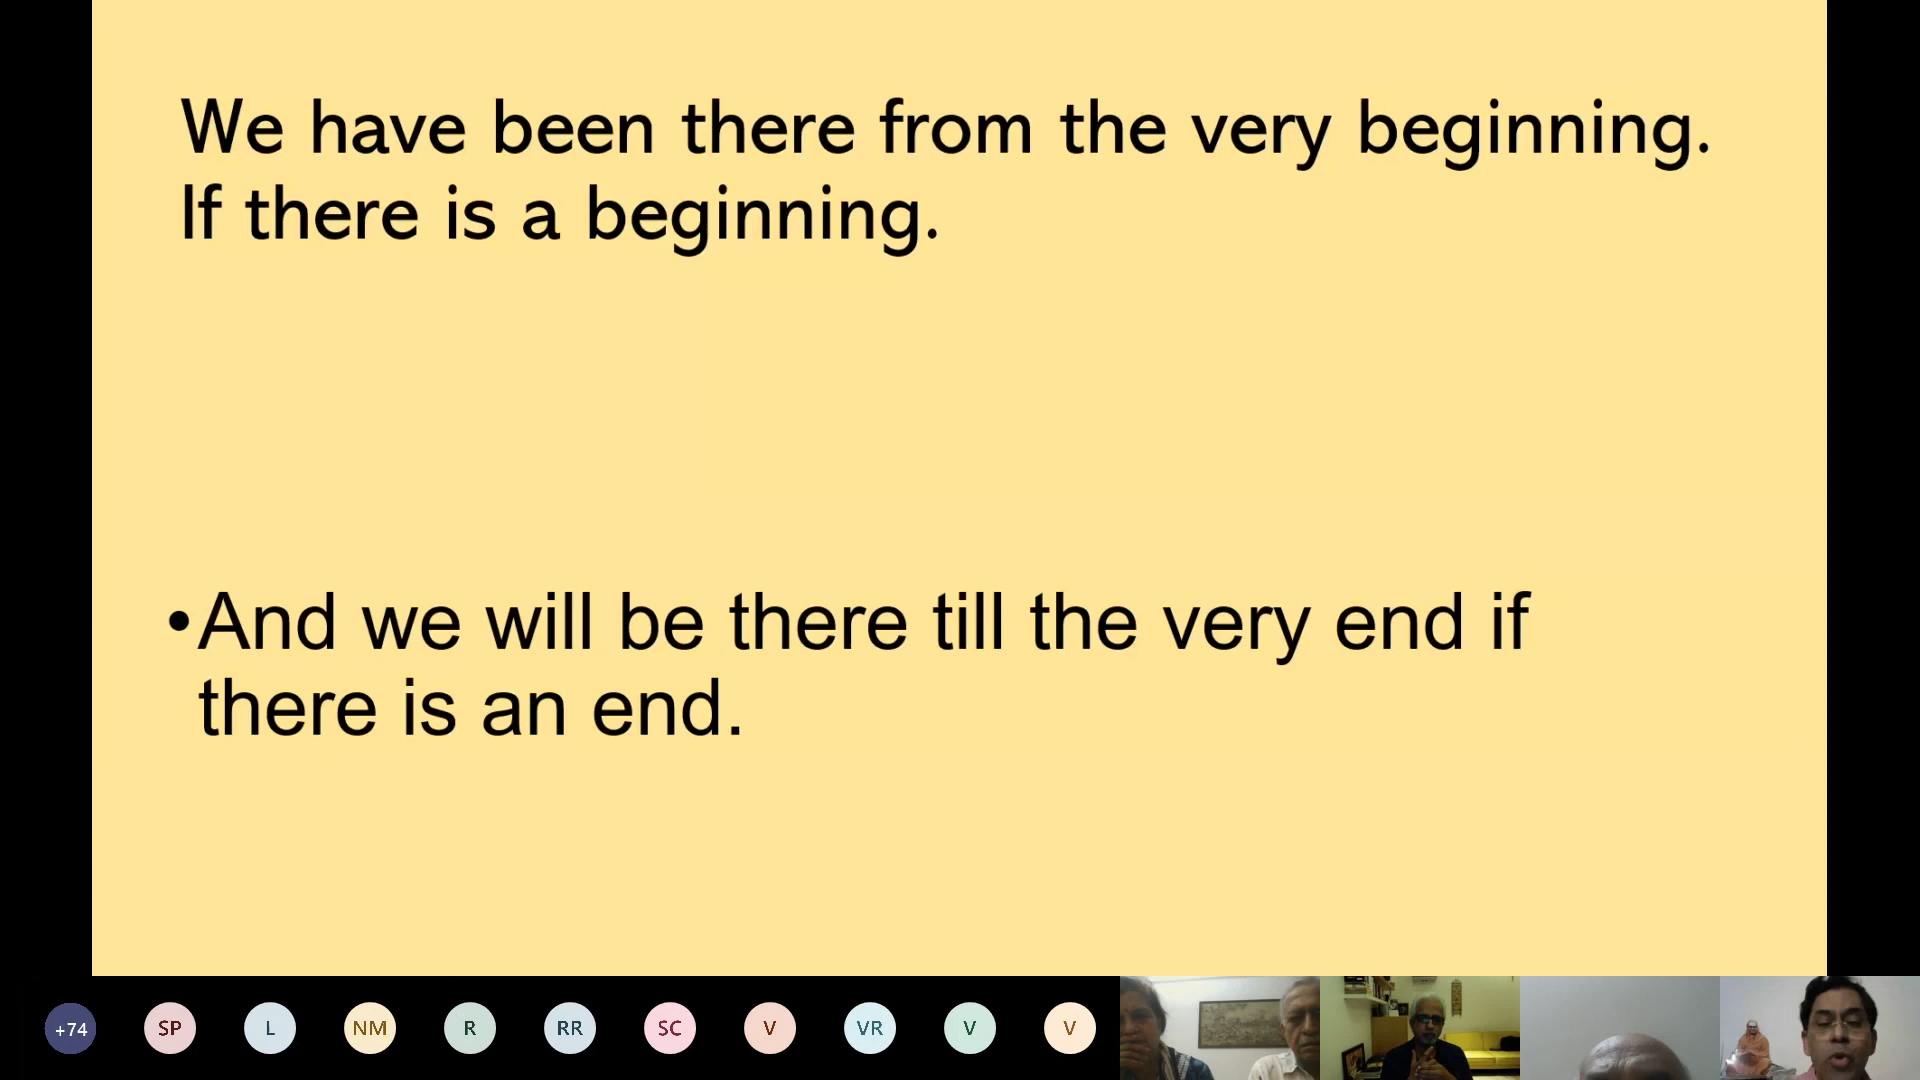 We have been there from the very beginning.
If there is a beginning.
•And we will be there till the very end if
there is an end.
+74 SP L NM R RR SC V VR V V